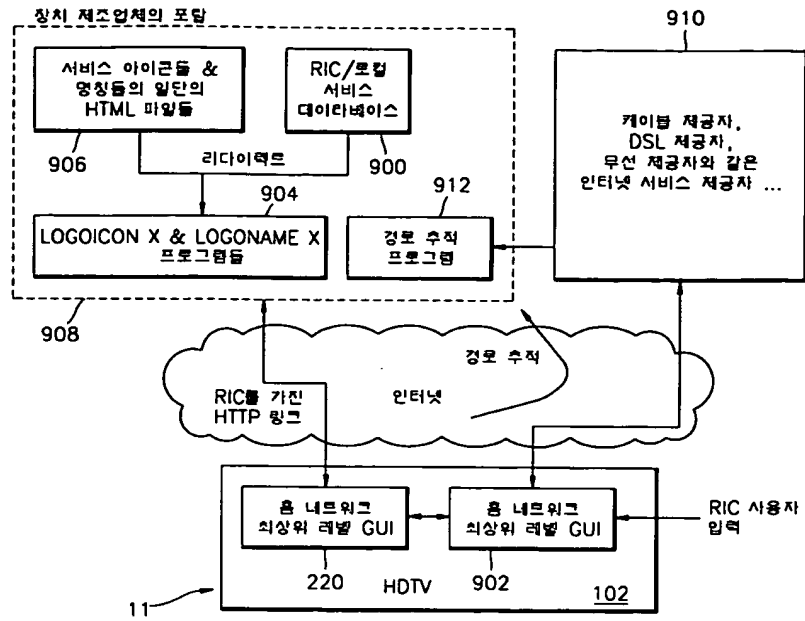 장치 제조업체의 포탈
910
서비스 아이콘들 &
명칭들의 일단의
HTML 파일들
RIC/로컬
서비스
데이타베이스
906
900
리다이렉트
904
912
LOGOICON X & LOGONAME X
프로그램들
경로 추적
프로그램
908
케이블 제공자,
DSL 제공자,
무선 제공자와 같은
인터넷 서비스 제공자 ...
경로 추적
RIC를 가진
HTTP 링크
인터넷
홈 네트워크
최상위 레벨 GUI
홈 네트워크
최상위 레벨 GUI
RIC 사용자
입력
220
902
HDTV
102
11